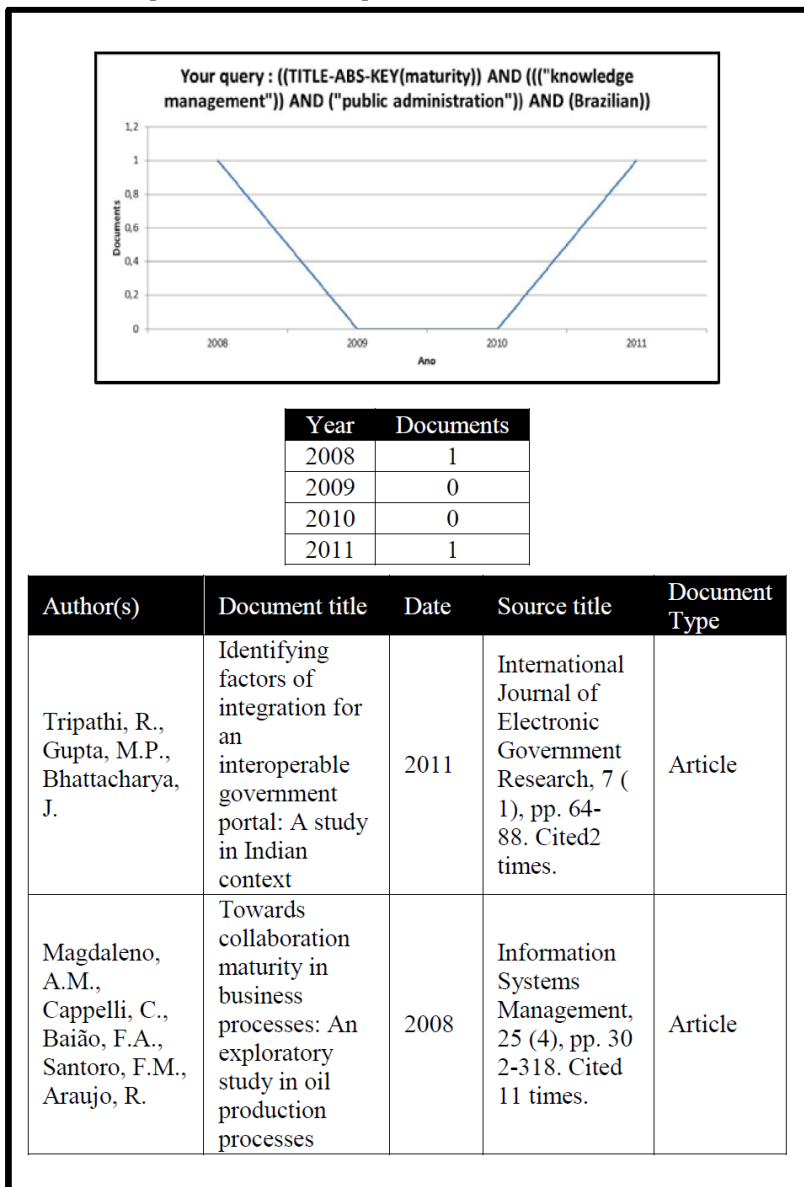 Your query : ((TITLE-ABS-KEY(maturity)) AND ((("knowledge
management")) AND ("public administration")) AND (Brazilian))
1,2
1
0,8
0,6
0,4
0,2
0
Documents
2008
2009
2010
2011
Ano
Year Documents
2008 1
2009 0
2010 0
2011 1
Author(s) Document title Date Source title Document
Type
Tripathi, R.,
Gupta, M.P.,
Bhattacharya,
J.
Identifying
factors of
integration for
an
interoperable
government
portal: A study
in Indian
context
2011
International
Journal of
Electronic
Government
Research, 7 (
1), pp. 64-
88. Cited2
times.
Article
Magdaleno,
A.M.,
Cappelli, C.,
Baião, F.A.,
Santoro, F.M.,
Araujo, R.
Towards
collaboration
maturity in
business
processes: An
exploratory
study in oil
production
processes
2008
Information
Systems
Management,
25 (4), pp. 30
2-318. Cited
11 times.
Article